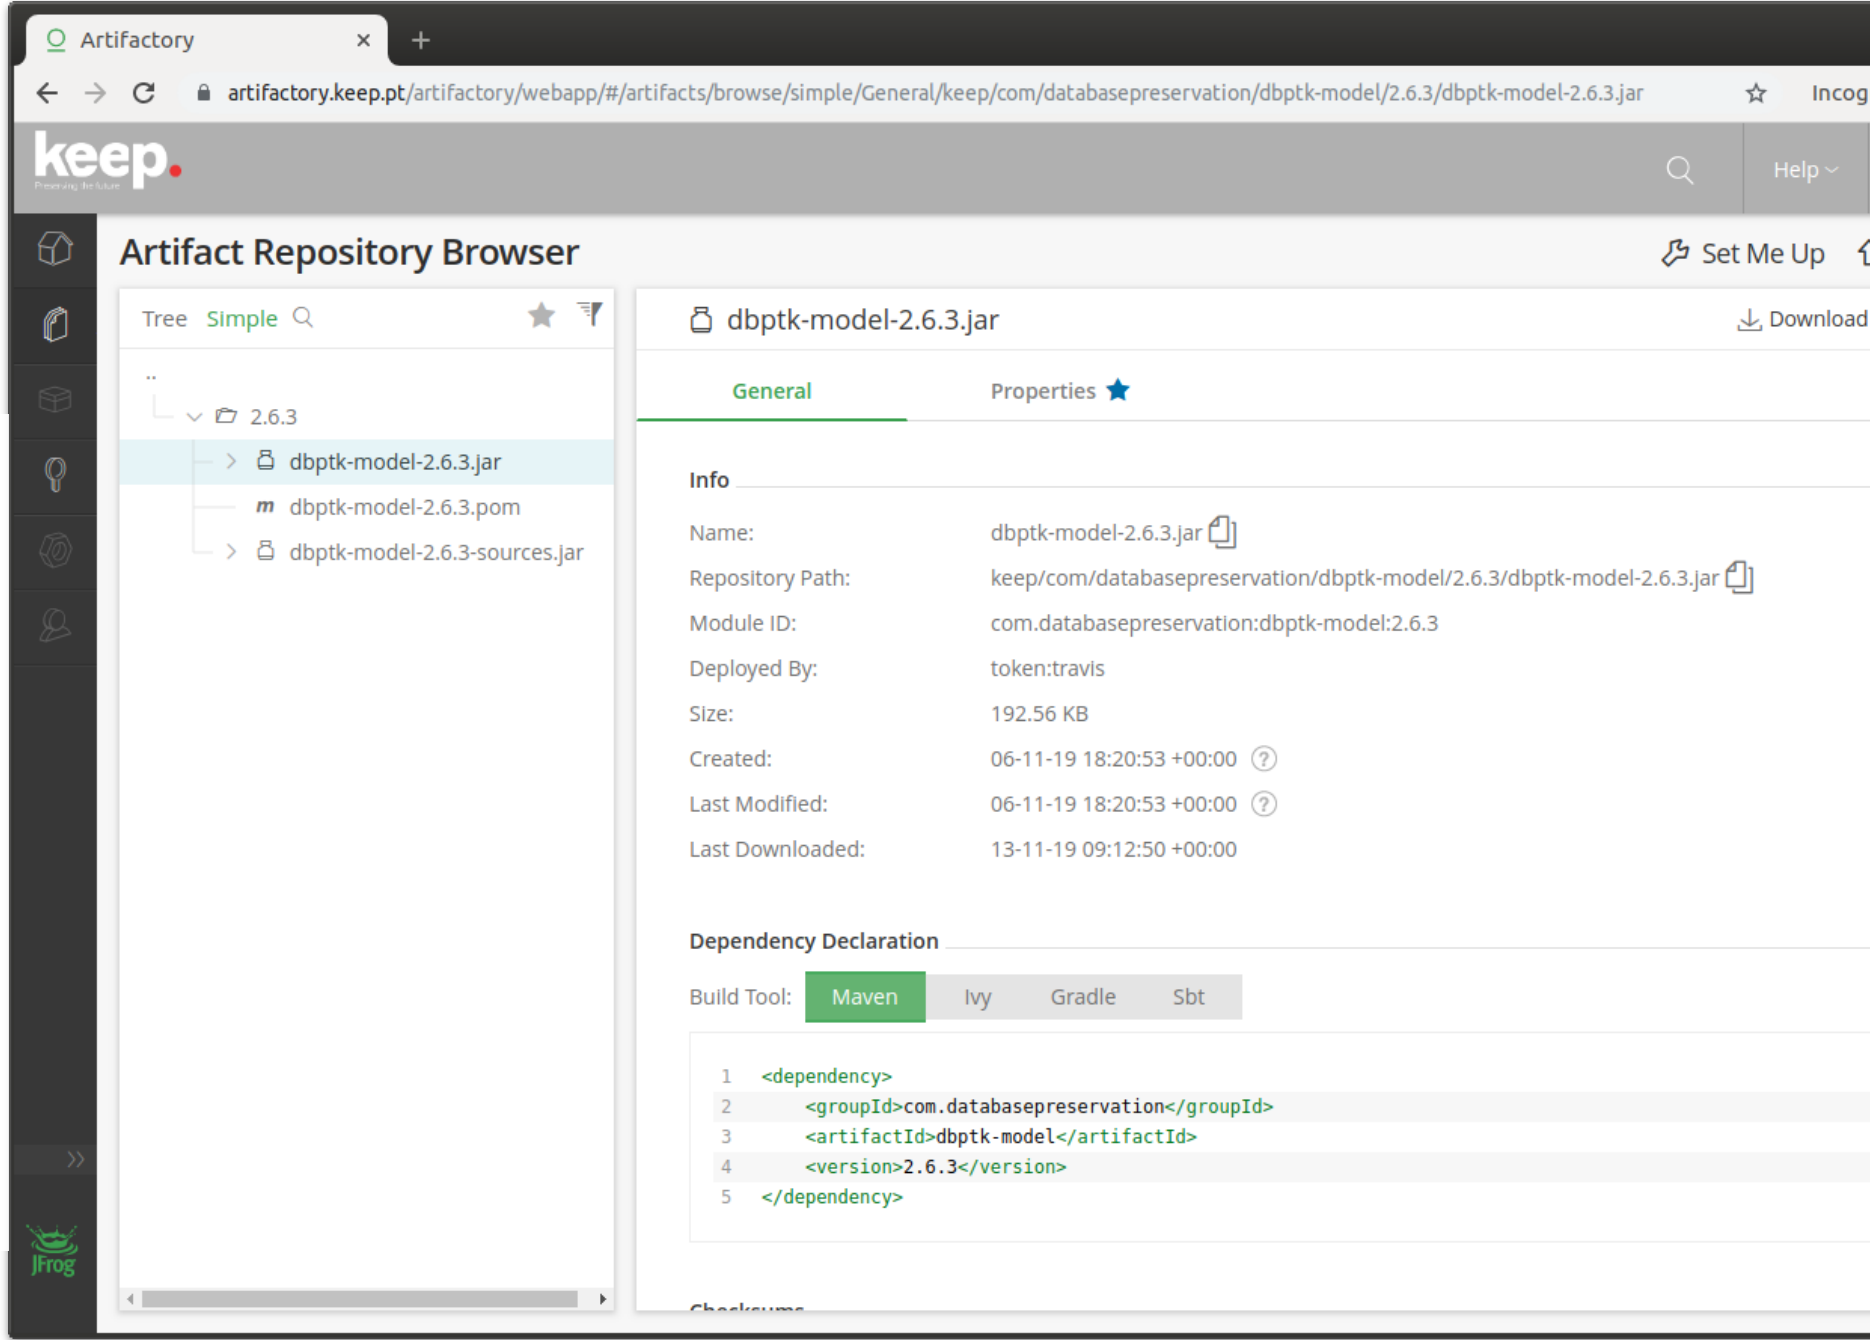 Artifactory
artifactory.keep.pt/artifactory/webapp/#/artifacts/browse/simple/General/keep/com/databasepreservation/dbptk-model/2.6.3/dbptk-model-2.6.3.jar
Incog
keep.
Preserving the future
Help
Artifact Repository Browser
Set Me Up
Tree Simple
dbptk-model-2.6.3.jar
Download
..
General
Properties
2.6.3
dbptk-model-2.6.3.jar
m dbptk-model-2.6.3.pom
dbptk-model-2.6.3-sources.jar
Info
Name: dbptk-model-2.6.3.jar
Repository Path: keep/com/databasepreservation/dbptk-model/2.6.3/dbptk-model-2.6.3.jar
Module ID: com.databasepreservation:dbptk-model:2.6.3
Deployed By: token:travis
Size: 192.56 KB
Created: 06-11-19 18:20:53 +00:00 ?
Last Modified: 06-11-19 18:20:53 +00:00 ?
Last Downloaded: 13-11-19 09:12:50 +00:00
Dependency Declaration
Build Tool: Maven Ivy Gradle Sbt
1 <dependency>
2 <groupId>com.databasepreservation</groupId>
3 <artifactId>dbptk-model</artifactId>
4 <version>2.6.3</version>
5 </dependency>
JFrog
Checksums